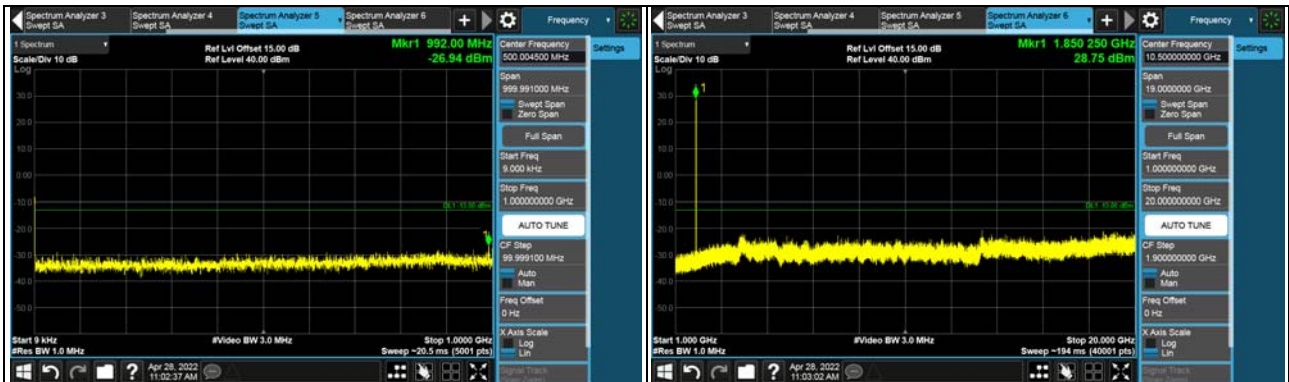 Spectrum Analyzer 3
Swept SA
Spectrum Analyzer 4
Swept SA
Spectrum Analyzer 5
Swept SA
Spectrum Analyzer 6
Swept SA
+
Frequency
1 Spectrum
Scale/Div 10 dB
Log
Ref Lvl Offset 15.00 dB
Ref Level 40.00 dBm
Mkr1 992.00 MHz
-26.94 dBm
30.0
20.0
10.0
0.00
-10.0
-20.0
-30.0
-40.0
-50.0
DL1 -13.00 dBm
1
Start 9 kHz
#Res BW 1.0 MHz
#Video BW 3.0 MHz
Stop 1.0000 GHz
Sweep ~20.5 ms (5001 pts)
Center Frequency
500.004500 MHz
Settings
Span
999.991000 MHz
Swept Span
Zero Span
Full Span
Start Freq
9.000 kHz
Stop Freq
1.000000000 GHz
AUTO TUNE
CF Step
99.999100 MHz
Auto
Man
Freq Offset
0 Hz
X Axis Scale
Log
Lin
Signal Track
?
Apr 28, 2022
11:02:37 AM
Spectrum Analyzer 3
Swept SA
Spectrum Analyzer 4
Swept SA
Spectrum Analyzer 5
Swept SA
Spectrum Analyzer 6
Swept SA
+
Frequency
1 Spectrum
Scale/Div 10 dB
Log
Ref Lvl Offset 15.00 dB
Ref Level 40.00 dBm
Mkr1 1.850 250 GHz
28.75 dBm
30.0
20.0
10.0
0.00
-10.0
-20.0
-30.0
-40.0
-50.0
1
DL1 -13.00 dBm
Start 1.000 GHz
#Res BW 1.0 MHz
#Video BW 3.0 MHz
Stop 20.000 GHz
Sweep ~194 ms (40001 pts)
Center Frequency
10.500000000 GHz
Settings
Span
19.0000000 GHz
Swept Span
Zero Span
Full Span
Start Freq
1.000000000 GHz
Stop Freq
20.000000000 GHz
AUTO TUNE
CF Step
1.900000000 GHz
Auto
Man
Freq Offset
0 Hz
X Axis Scale
Log
Lin
Signal Track
?
Apr 28, 2022
11:03:02 AM